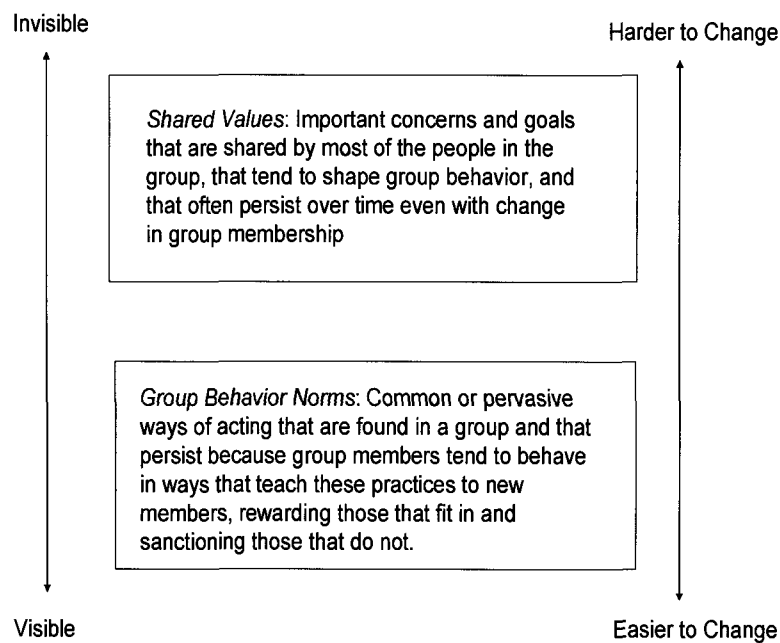 Invisible
Harder to Change
Shared Values: Important concerns and goals
that are shared by most of the people in the
group, that tend to shape group behavior, and
that often persist over time even with change
in group membership
Group Behavior Norms: Common or pervasive
ways of acting that are found in a group and that
persist because group members tend to behave
in ways that teach these practices to new
members, rewarding those that fit in and
sanctioning those that do not.
Visible
Easier to Change